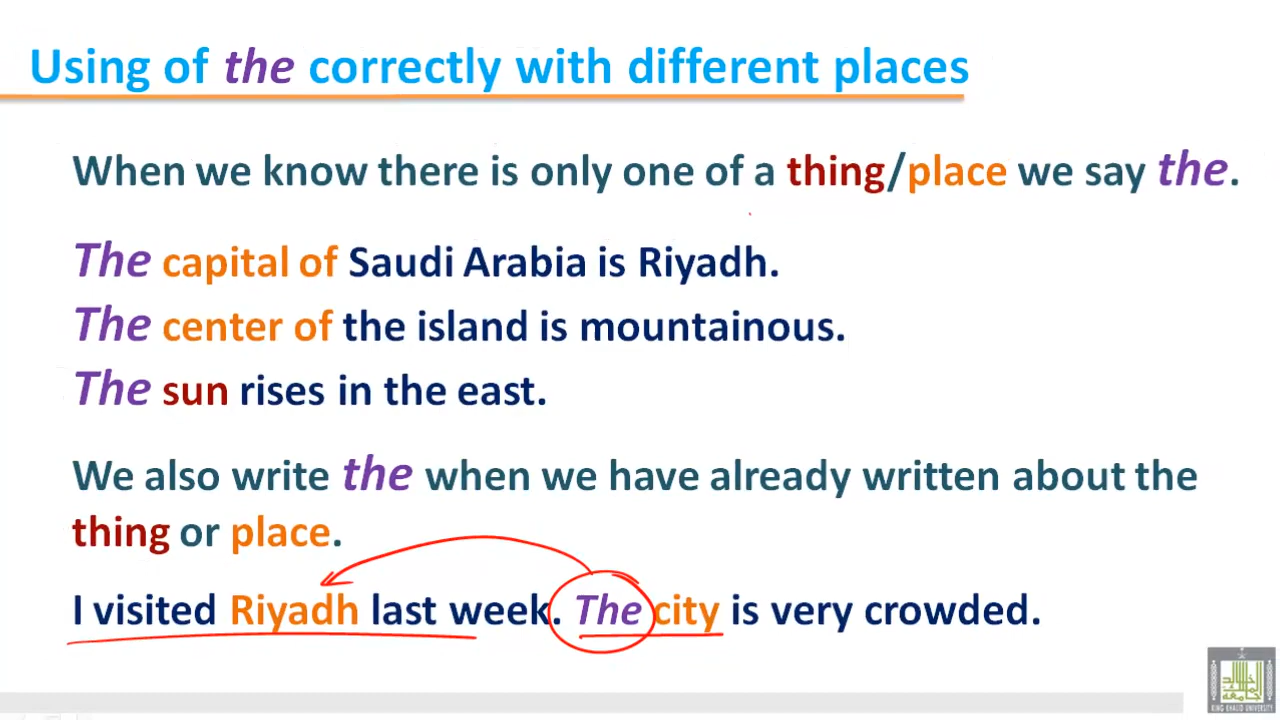 Using of the correctly with different places
When we know there is only one of a thing/place we say the.
The capital of Saudi Arabia is Riyadh.
The center of the island is mountainous.
The sun rises in the east.
We also write the when we have already written about the
thing or place.
I visited Riyadh last week. The city is very crowded.
KING KHALID UNIVERSITY